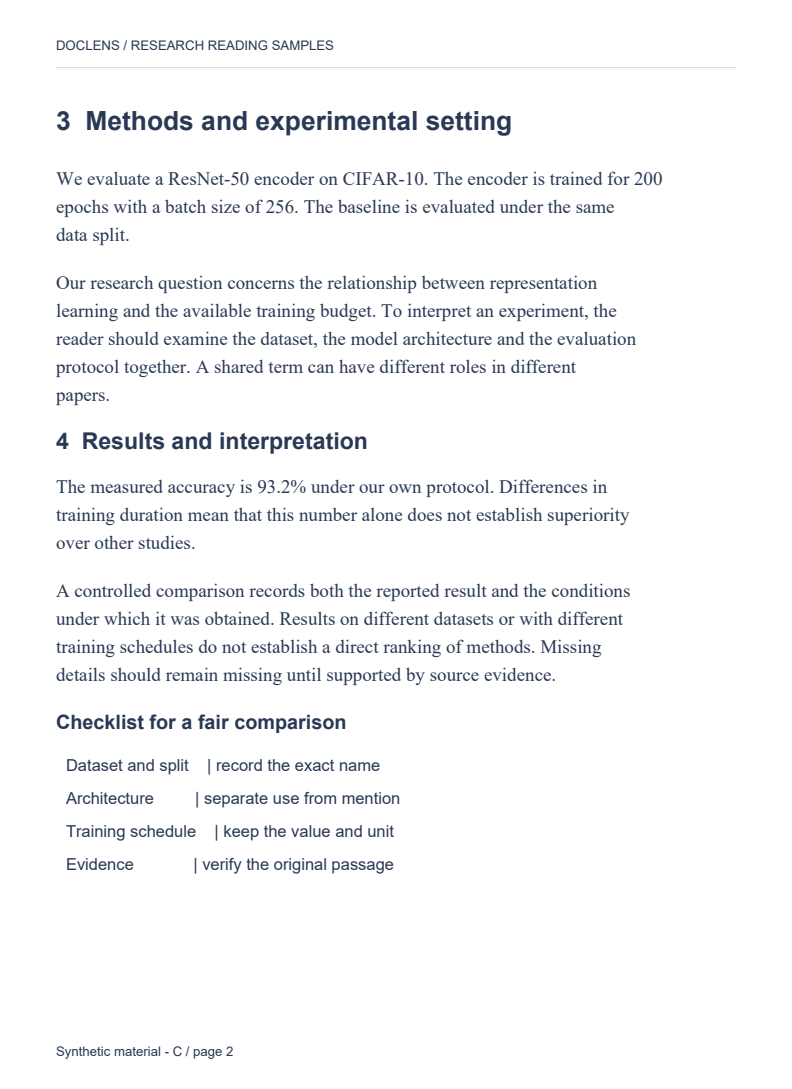 DOCLENS / RESEARCH READING SAMPLES
3 Methods and experimental setting
We evaluate a ResNet-50 encoder on CIFAR-10. The encoder is trained for 200
epochs with a batch size of 256. The baseline is evaluated under the same
data split.
Our research question concerns the relationship between representation
learning and the available training budget. To interpret an experiment, the
reader should examine the dataset, the model architecture and the evaluation
protocol together. A shared term can have different roles in different
papers.
4 Results and interpretation
The measured accuracy is 93.2% under our own protocol. Differences in
training duration mean that this number alone does not establish superiority
over other studies.
A controlled comparison records both the reported result and the conditions
under which it was obtained. Results on different datasets or with different
training schedules do not establish a direct ranking of methods. Missing
details should remain missing until supported by source evidence.
Checklist for a fair comparison
Dataset and split | record the exact name
Architecture | separate use from mention
Training schedule | keep the value and unit
Evidence | verify the original passage
Synthetic material - C / page 2